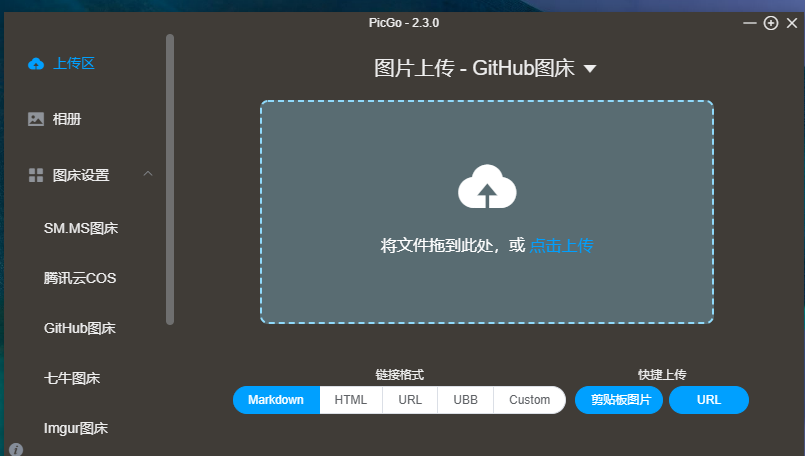 PicGo - 2.3.0
上传区
相册
图床设置
SM.MS图床
腾讯云COS
GitHub图床
七牛图床
Imgur图床
图片上传 - GitHub图床
将文件拖到此处，或 点击上传
链接格式
快捷上传
Markdown HTML URL UBB Custom
剪贴板图片 URL